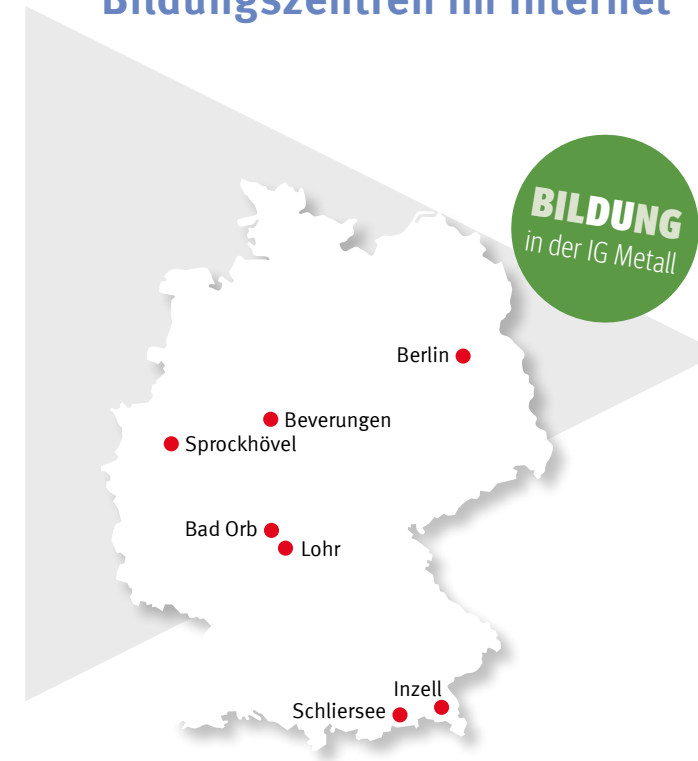 Bildungszentren im Internet
BILDUNG
in der IG Metall
Berlin
Beverungen
Sprockhövel
Bad Orb
Lohr
Inzell
Schliersee